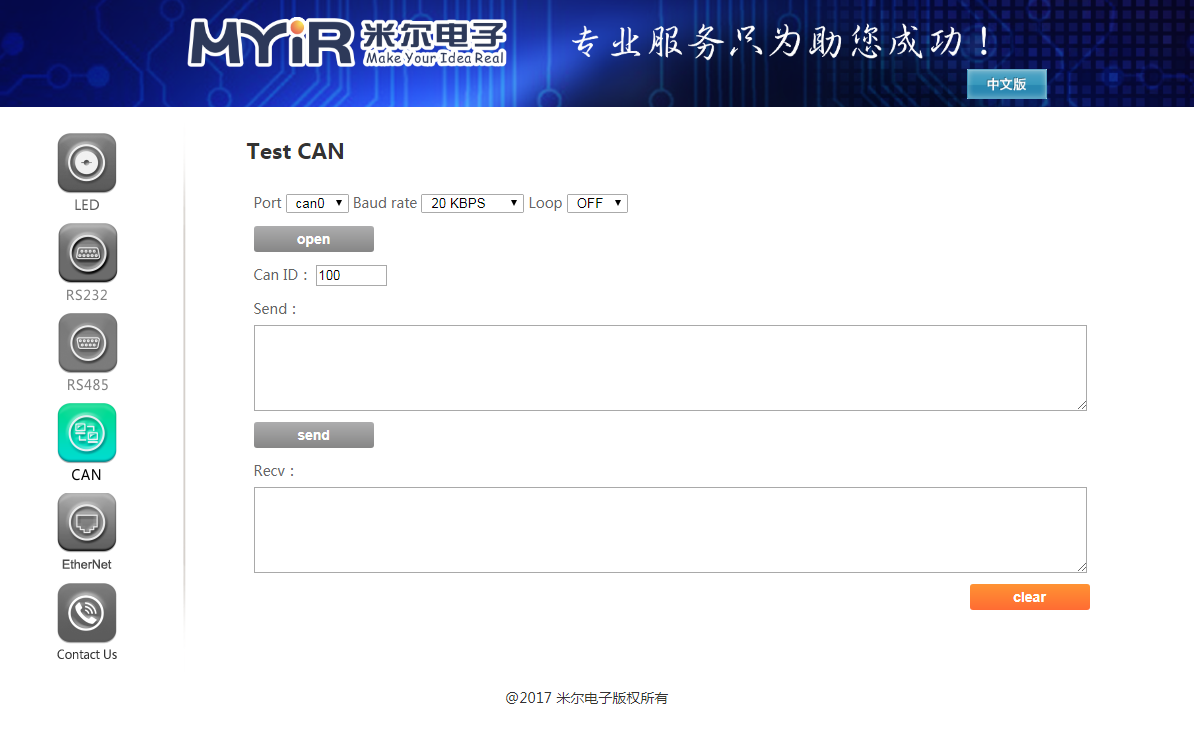 MYiR 米尔电子
Make Your Idea Real
专业服务只为助您成功！
中文版
LED
RS232
RS485
CAN
EtherNet
Contact Us
Test CAN
Port can0 Baud rate 20 KBPS Loop OFF
open
Can ID： 100
Send：
send
Recv：
clear
@2017 米尔电子版权所有